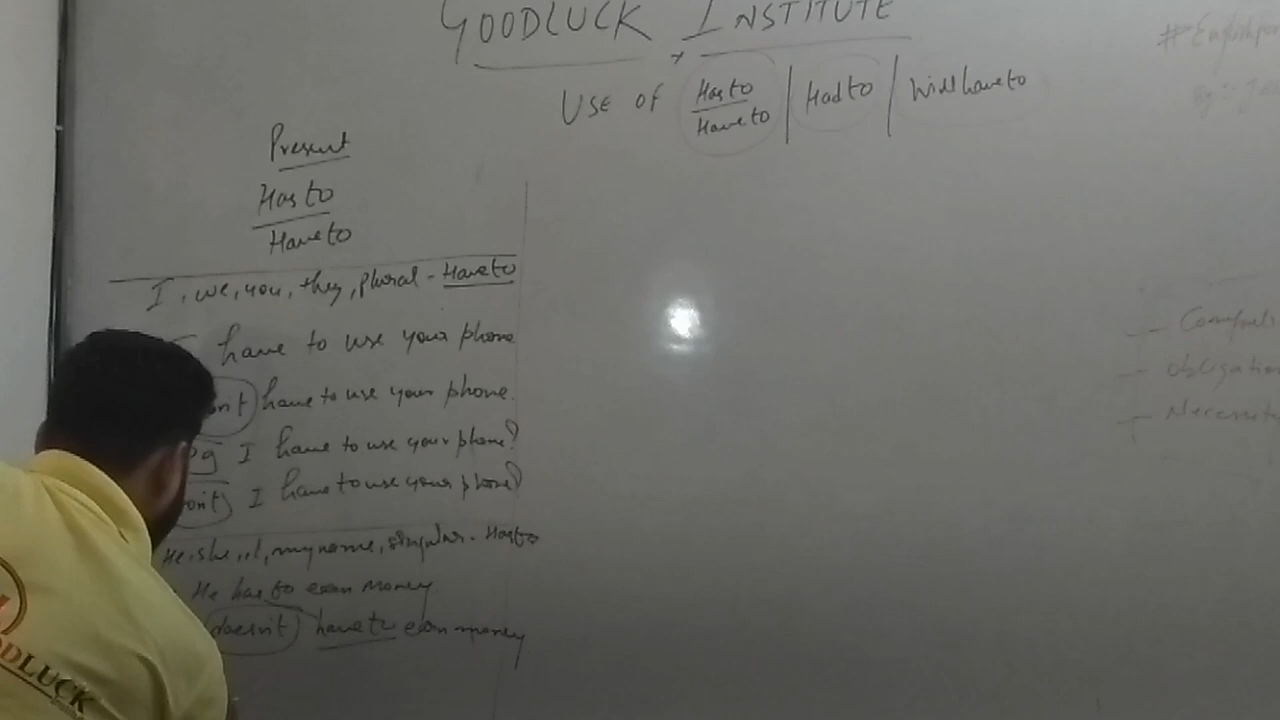 GOODLUCK INSTITUTE
USE OF Has to / Have to | Had to | Will have to
Present
Has to
Have to
I, we, you, they, plural - Have to
I have to use your phone
have to use your phone.
I have to use your phone?
I have to use your phone?
He, she, it, my name, singular - Has to
He has to earn money
doesn't have to earn money
Obligation